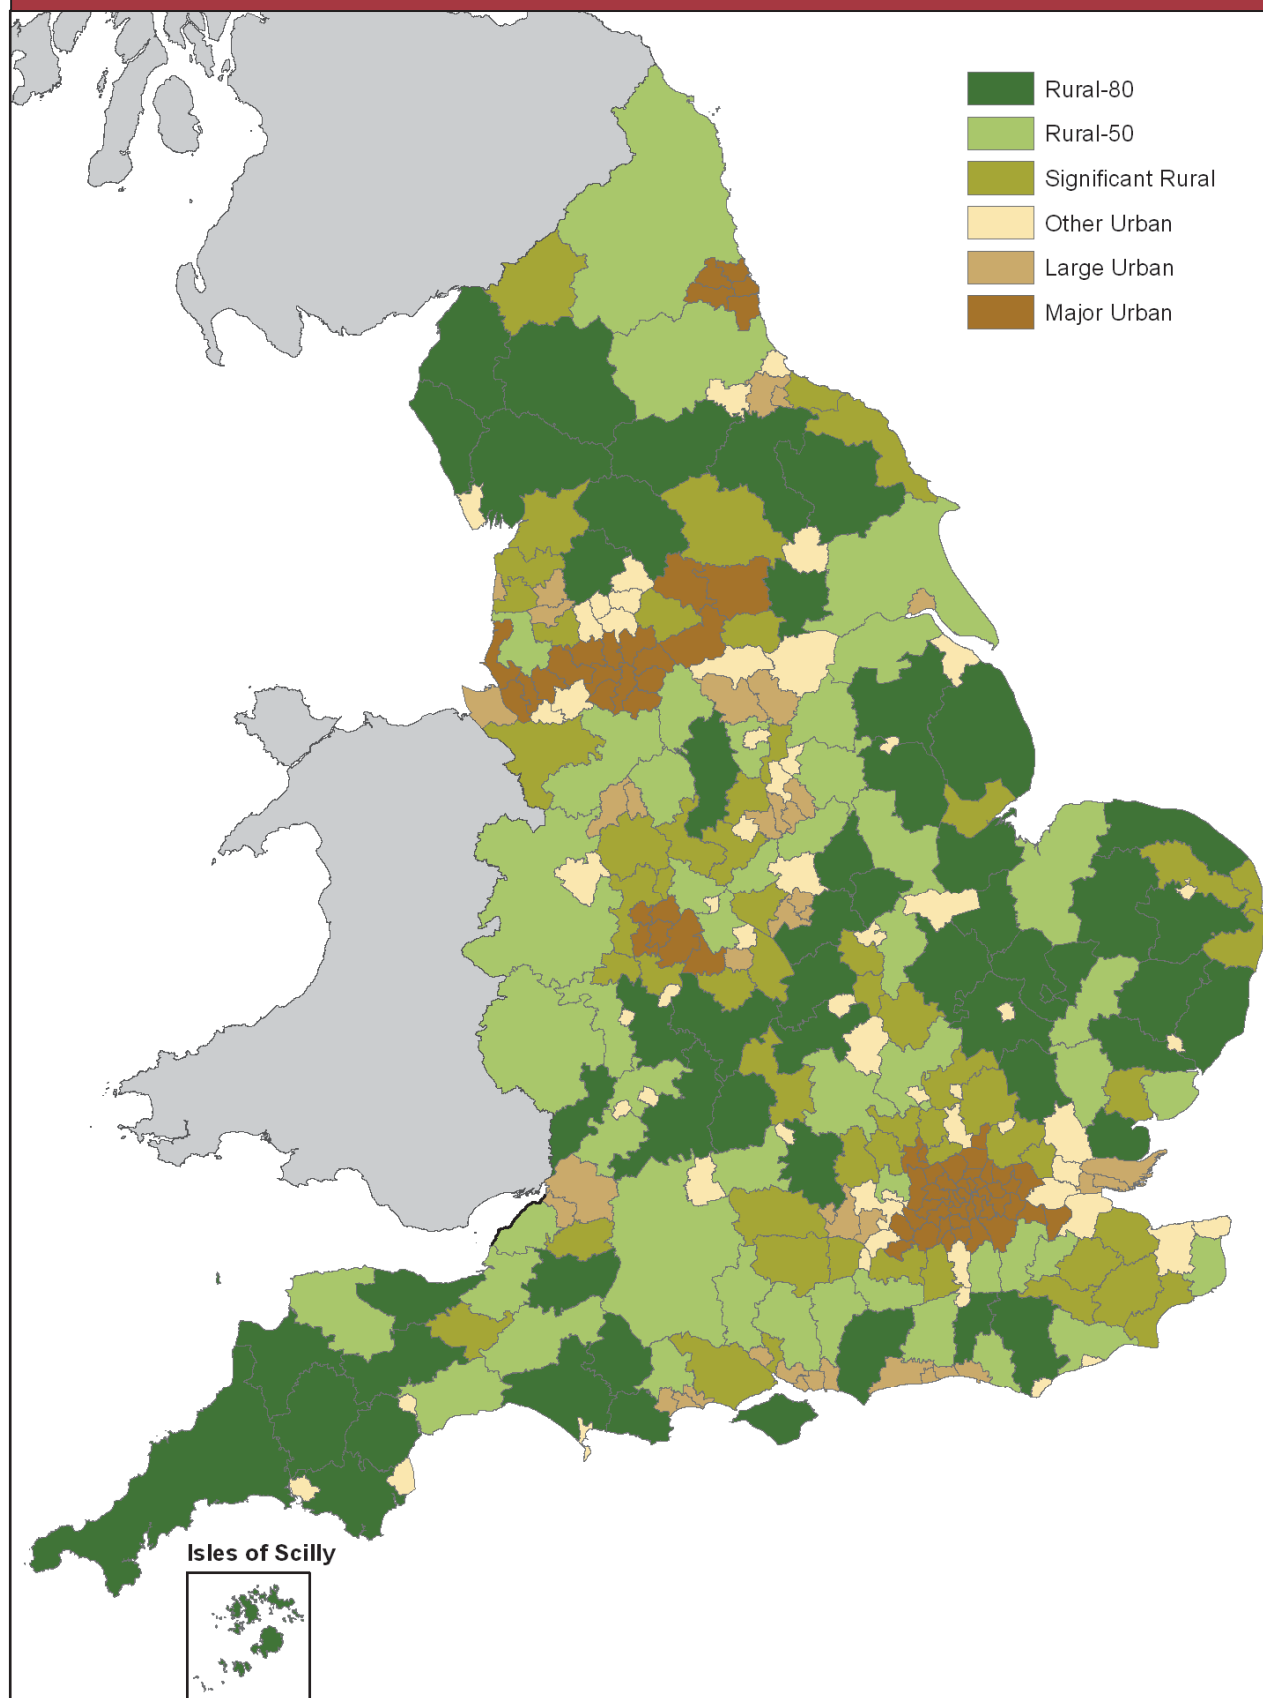 Rural-80
Rural-50
Significant Rural
Other Urban
Large Urban
Major Urban
Isles of Scilly